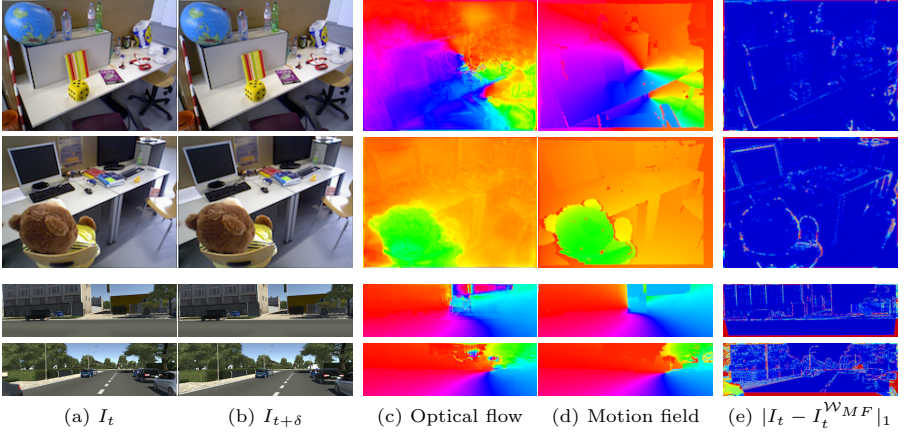 (a) I_t (b) I_{t+δ} (c) Optical flow (d) Motion field (e) |I_t − I_t^{𝒲_{MF}}|_1